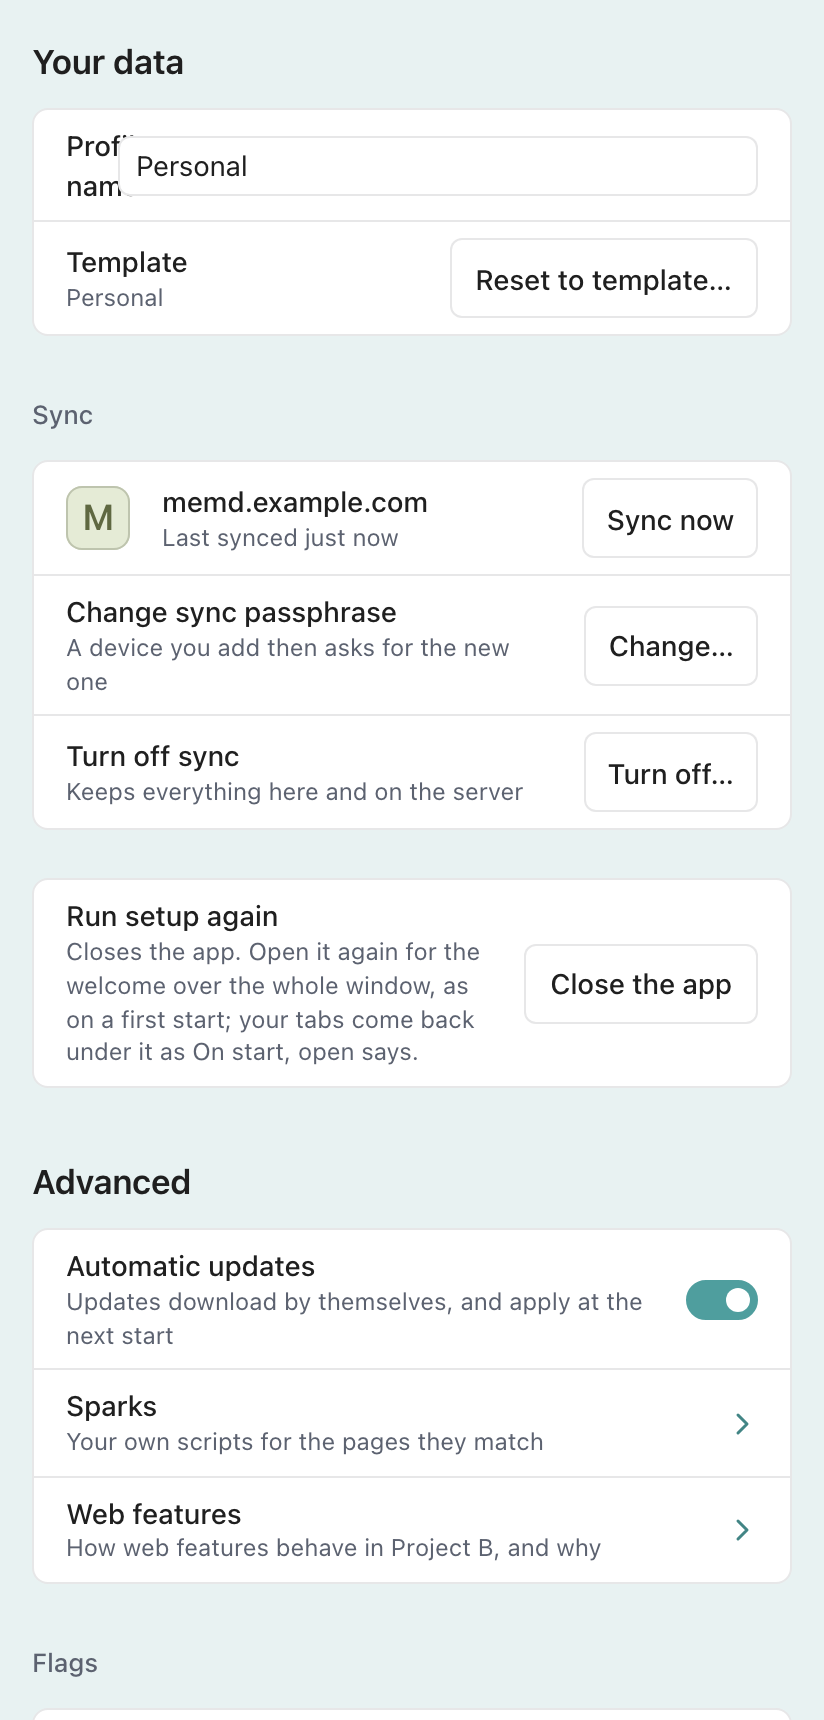 Your data
Personal
Template
Personal
Reset to template...
Sync
M
memd.example.com
Last synced just now
Sync now
Change sync passphrase
A device you add then asks for the new
one
Change...
Turn off sync
Keeps everything here and on the server
Turn off...
Run setup again
Closes the app. Open it again for the
welcome over the whole window, as
on a first start; your tabs come back
under it as On start, open says.
Close the app
Advanced
Automatic updates
Updates download by themselves, and apply at the
next start
Sparks
Your own scripts for the pages they match
Web features
How web features behave in Project B, and why
Flags